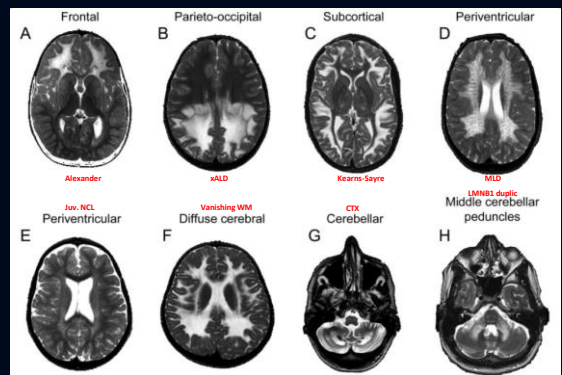 Frontal
Parieto-occipital
Subcortical
Periventricular
A
B
C
D
Alexander
xALD
Kearns-Sayre
MLD
Juv. NCL
Vanishing WM
CTX
LMNB1 duplic
Periventricular
Diffuse cerebral
Cerebellar
Middle cerebellar
peduncles
E
F
G
H